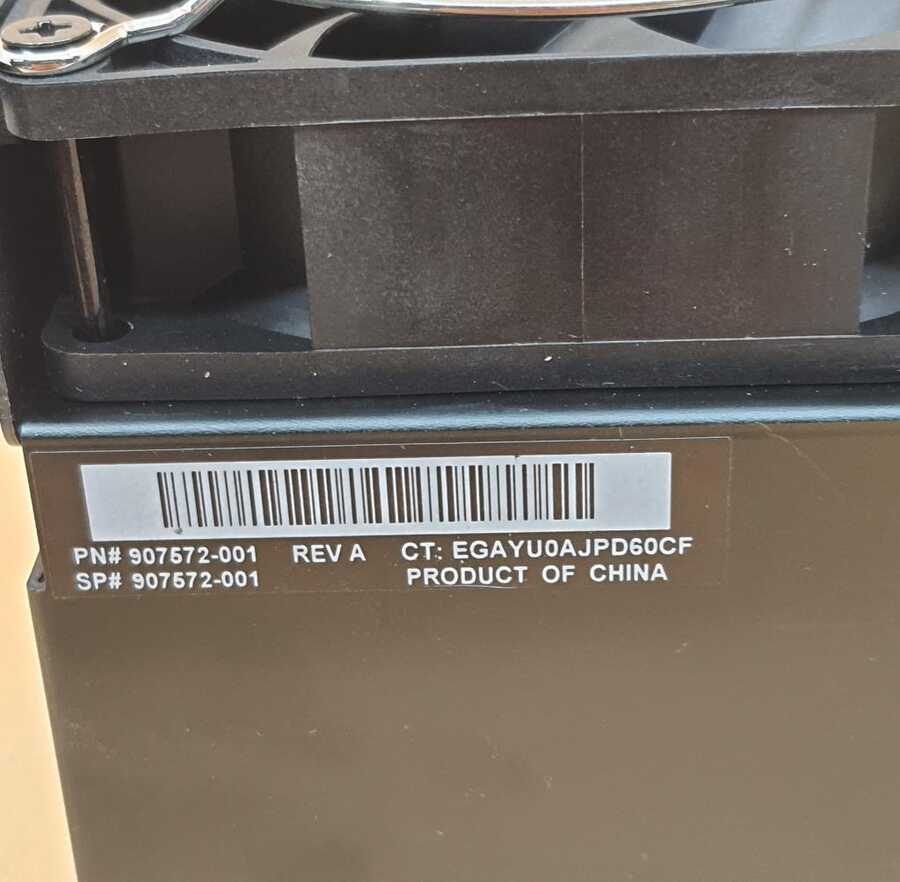 PN# 907572-001 REV A CT: EGAYU0AJPD60CF
SP# 907572-001 PRODUCT OF CHINA